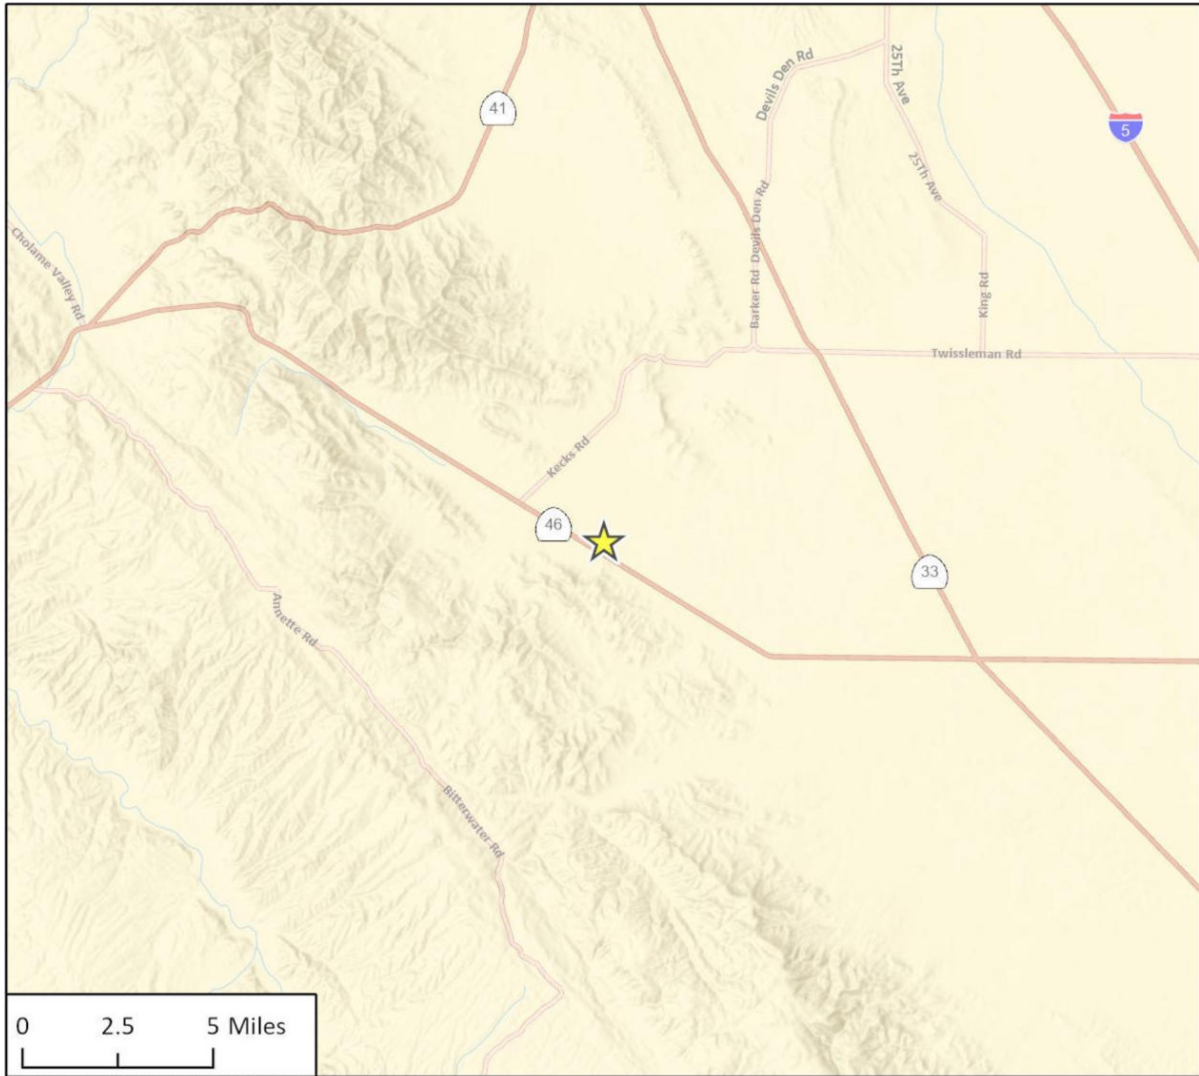 41
5
Devils Den Rd
25Th Ave
25Th Ave
Cholame Valley Rd
Barker Rd
Devils Den Rd
King Rd
Twissleman Rd
Kecks Rd
46
33
Annette Rd
Bitterwater Rd
0 2.5 5 Miles